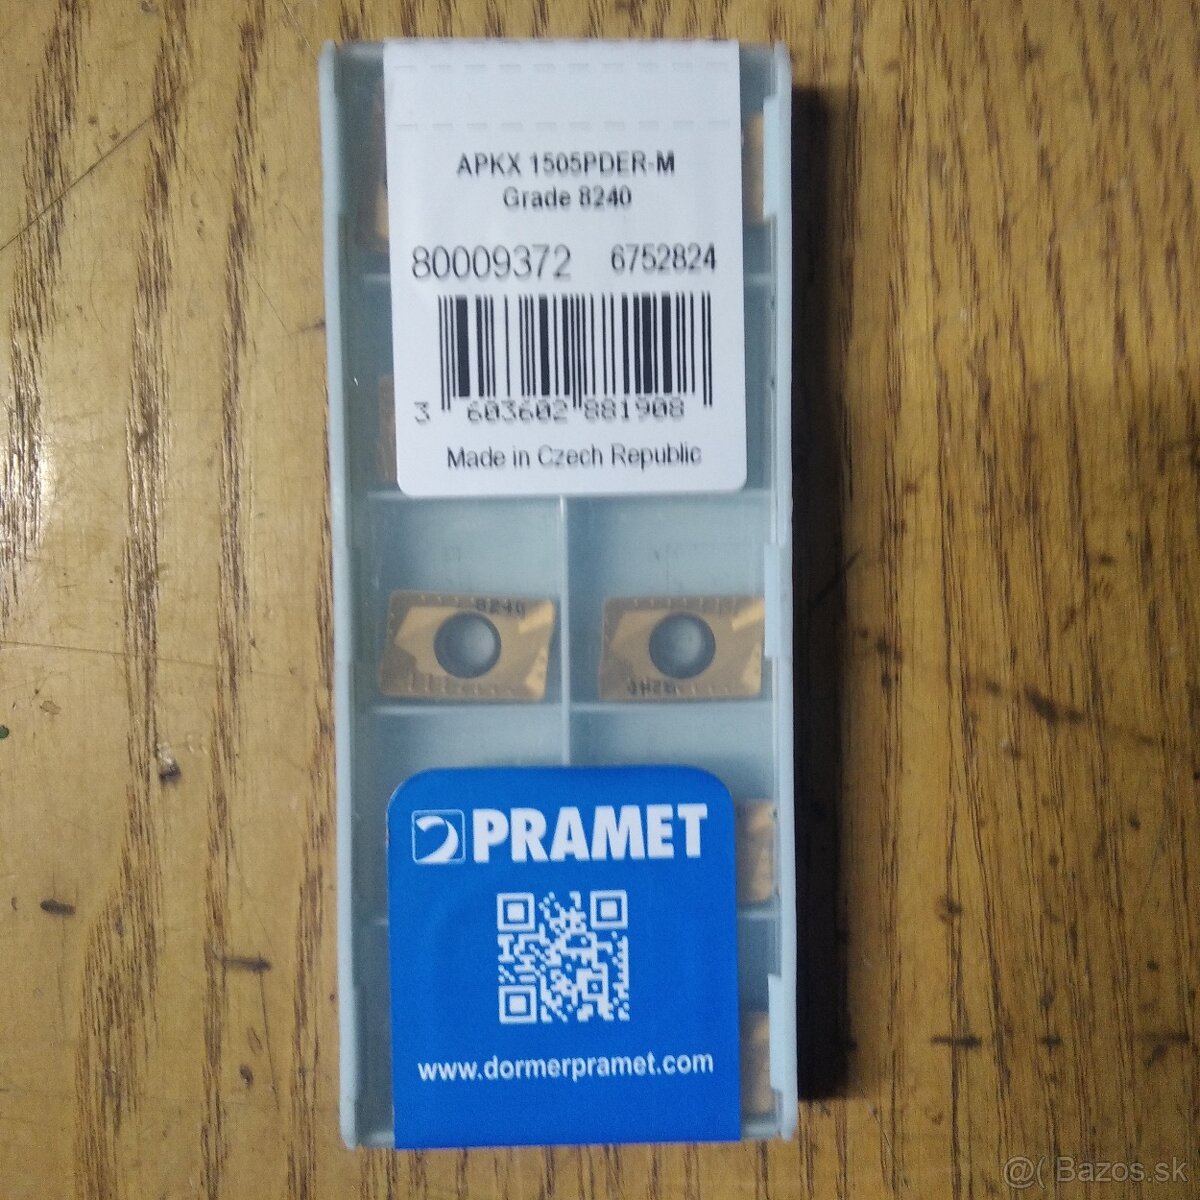 APKX 1505PDER-M
Grade 8240
80009372 6752824
3 603602 881908
Made in Czech Republic
8240
PRAMET
www.dormerpramet.com
@( Bazos.sk